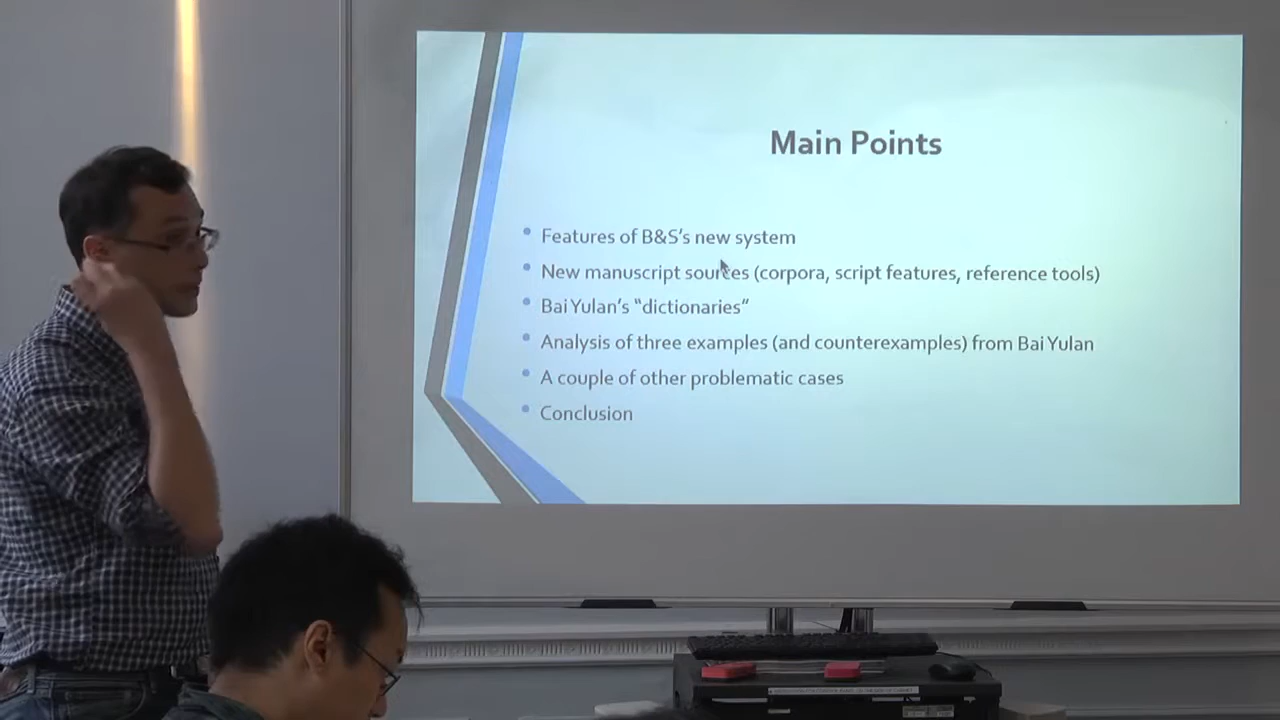 Main Points
• Features of B&S's new system
• New manuscript sources (corpora, script features, reference tools)
• Bai Yulan's “dictionaries”
• Analysis of three examples (and counterexamples) from Bai Yulan
• A couple of other problematic cases
• Conclusion